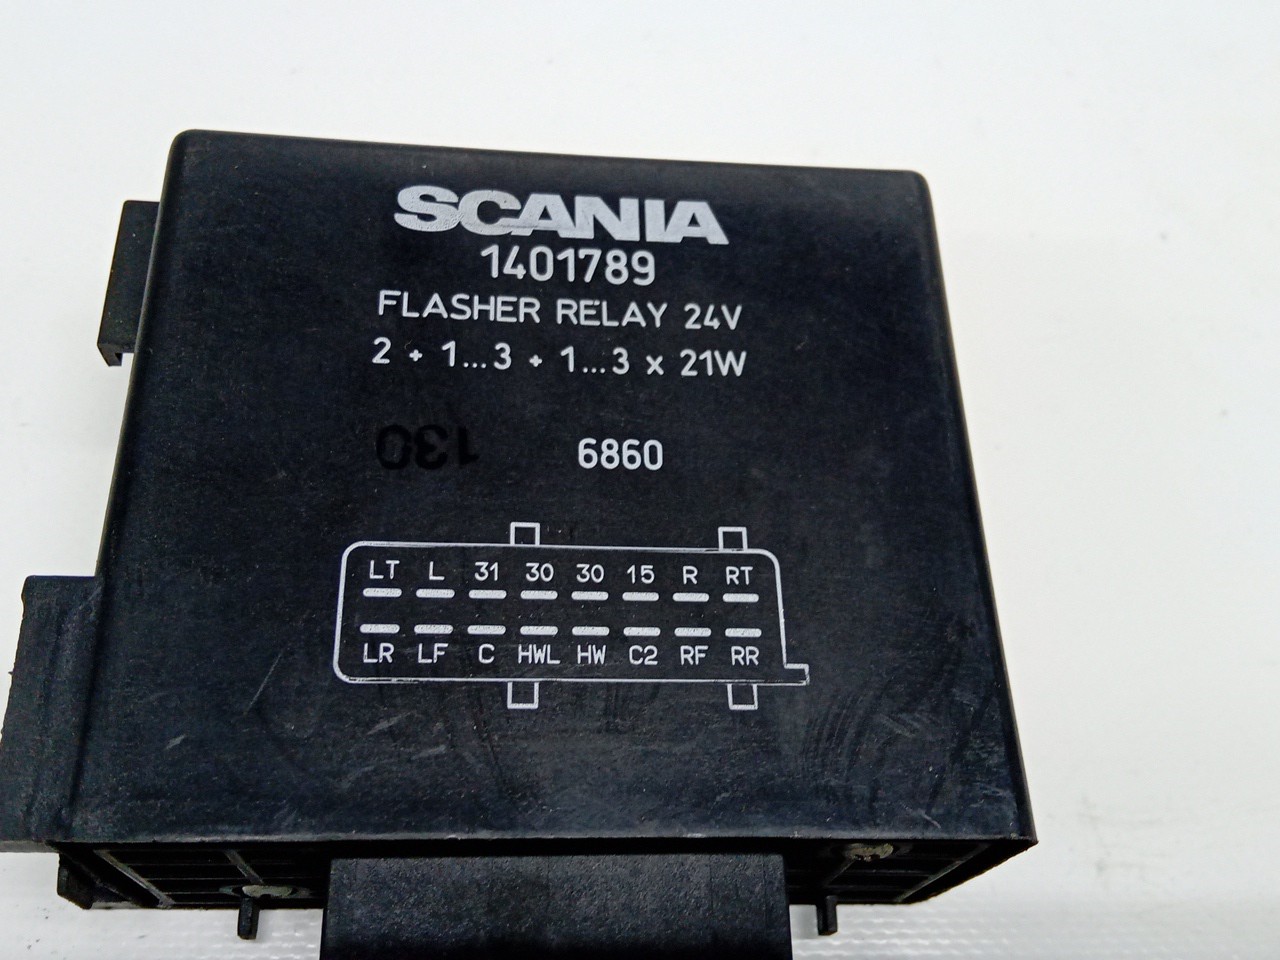 SCANIA
1401789
FLASHER RELAY 24V
2 + 1...3 + 1...3 x 21W
130 6860
LT L 31 30 30 15 R RT
LR LF C HWL HW C2 RF RR